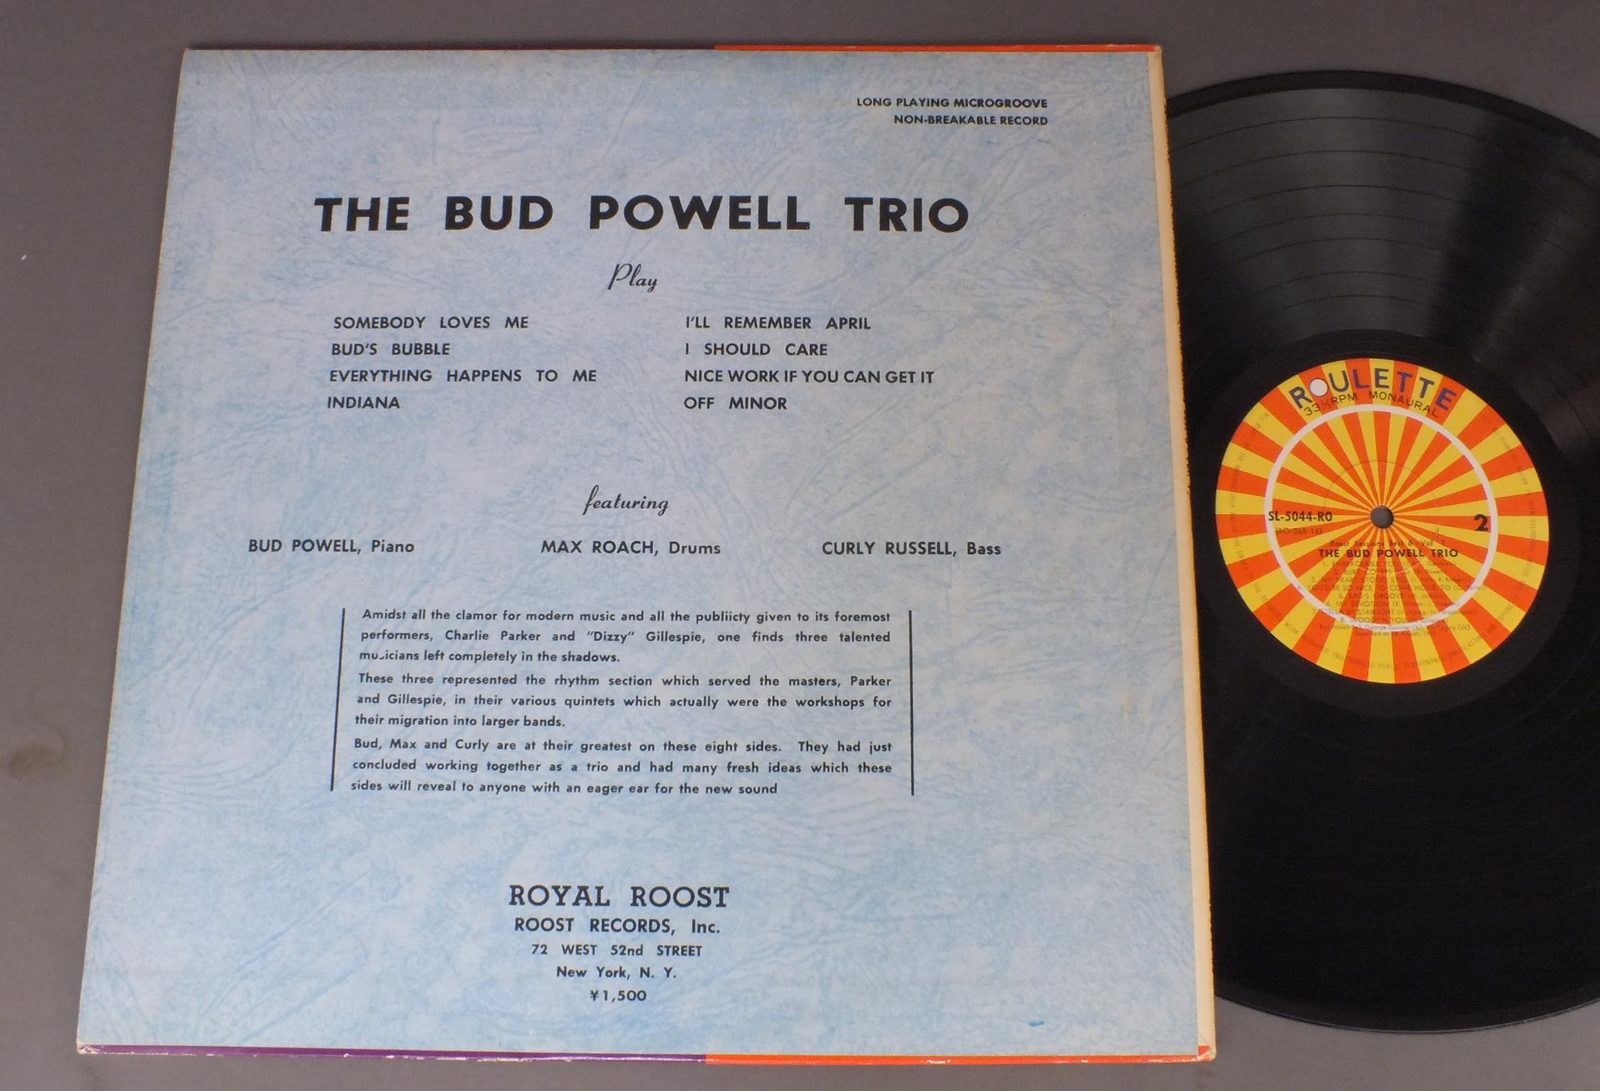 LONG PLAYING MICROGROOVE
NON-BREAKABLE RECORD
THE BUD POWELL TRIO
Play
SOMEBODY LOVES ME
BUD'S BUBBLE
EVERYTHING HAPPENS TO ME
INDIANA
I'LL REMEMBER APRIL
I SHOULD CARE
NICE WORK IF YOU CAN GET IT
OFF MINOR
featuring
BUD POWELL, Piano
MAX ROACH, Drums
CURLY RUSSELL, Bass
Amidst all the clamor for modern music and all the publiicty given to its foremost
performers, Charlie Parker and "Dizzy" Gillespie, one finds three talented
musicians left completely in the shadows.
These three represented the rhythm section which served the masters, Parker
and Gillespie, in their various quintets which actually were the workshops for
their migration into larger bands.
Bud, Max and Curly are at their greatest on these eight sides. They had just
concluded working together as a trio and had many fresh ideas which these
sides will reveal to anyone with an eager ear for the new sound
ROYAL ROOST
ROOST RECORDS, Inc.
72 WEST 52nd STREET
New York, N. Y.
¥1,500
ROULETTE
33⅓ RPM MONAURAL
SL-5044-RO
2
THE BUD POWELL TRIO